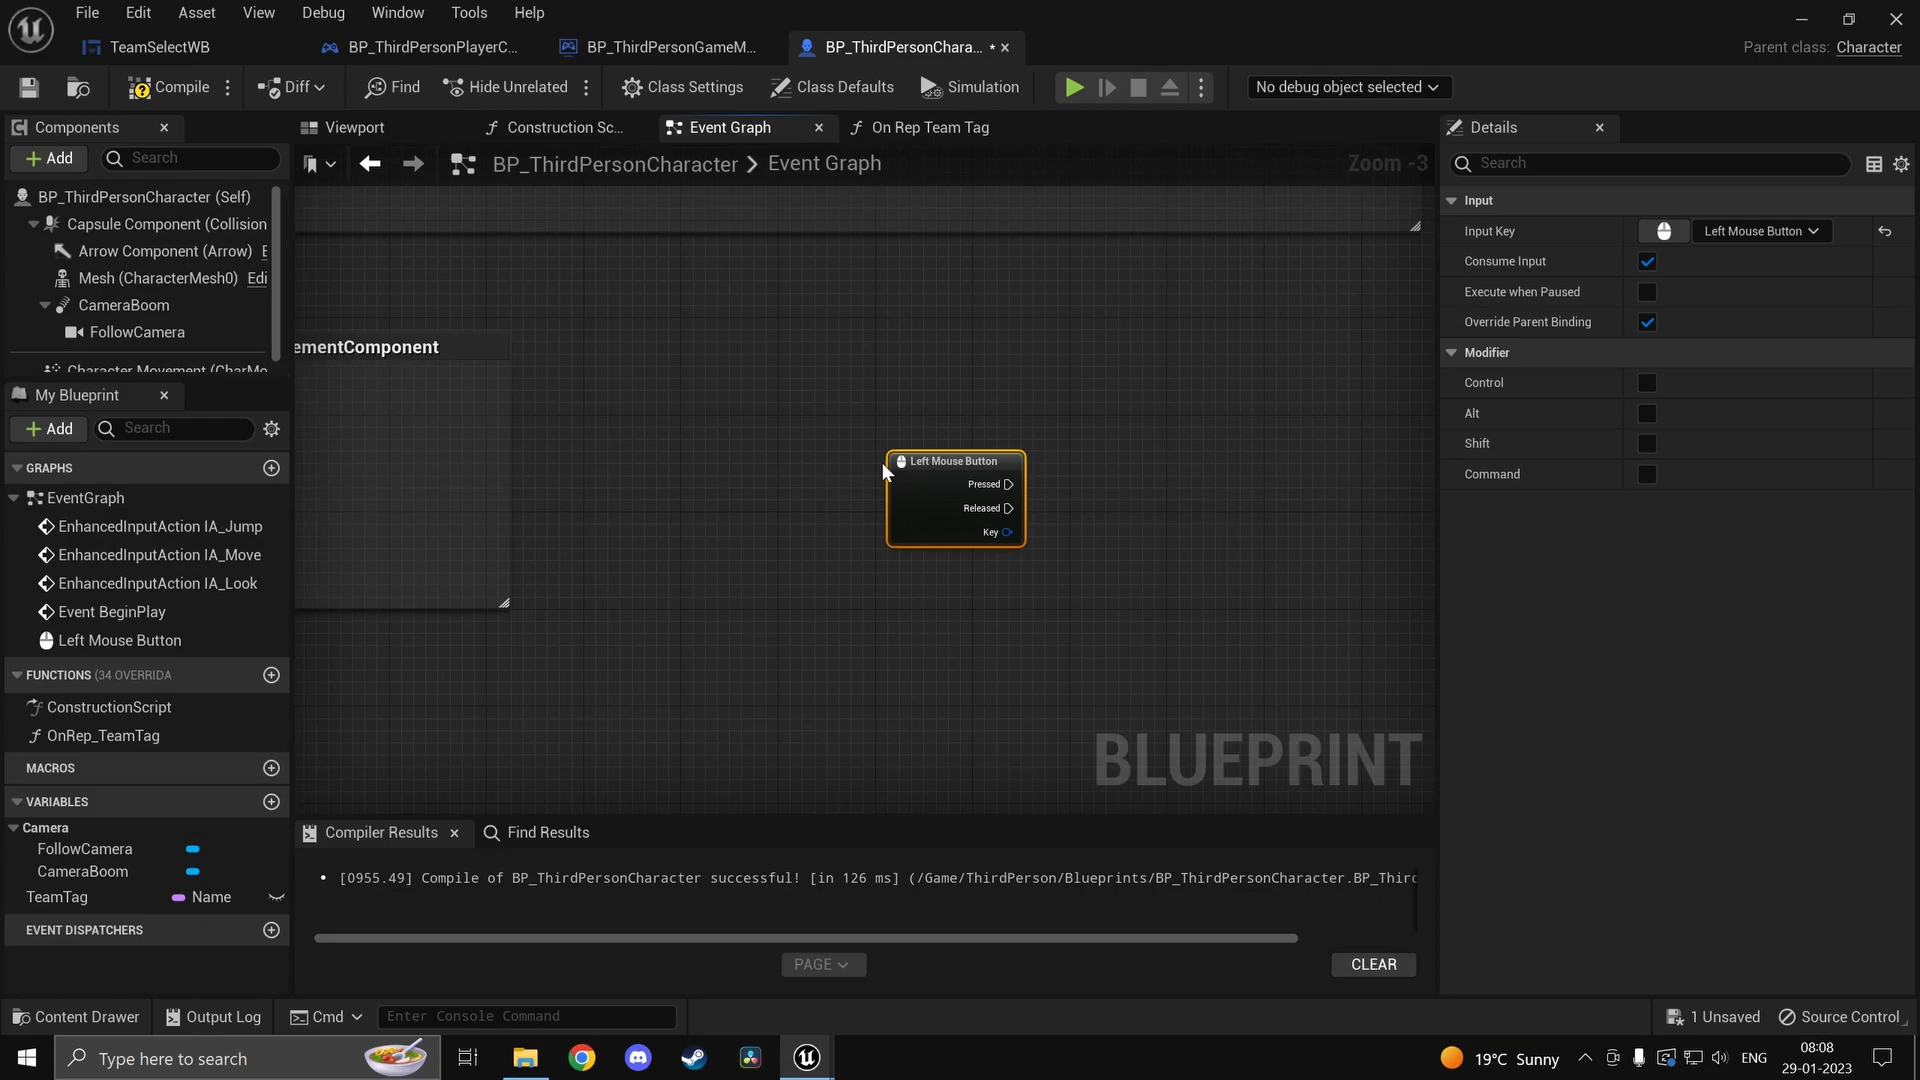 File Edit Asset View Debug Window Tools Help
TeamSelectWB BP_ThirdPersonPlayerC... BP_ThirdPersonGameM... BP_ThirdPersonChara... * Parent class: Character
Compile Diff Find Hide Unrelated Class Settings Class Defaults Simulation No debug object selected
Components
Add Search
BP_ThirdPersonCharacter (Self)
Capsule Component (Collision
Arrow Component (Arrow) E
Mesh (CharacterMesh0) Edi
CameraBoom
FollowCamera
Character Movement (CharMo
My Blueprint
Add Search
GRAPHS
EventGraph
EnhancedInputAction IA_Jump
EnhancedInputAction IA_Move
EnhancedInputAction IA_Look
Event BeginPlay
Left Mouse Button
FUNCTIONS (34 OVERRIDA
ConstructionScript
OnRep_TeamTag
MACROS
VARIABLES
Camera
FollowCamera
CameraBoom
TeamTag Name
EVENT DISPATCHERS
Viewport Construction Sc... Event Graph On Rep Team Tag
BP_ThirdPersonCharacter > Event Graph Zoom -3
ementComponent
Left Mouse Button
Pressed
Released
Key
BLUEPRINT
Compiler Results Find Results
[0955.49] Compile of BP_ThirdPersonCharacter successful! [in 126 ms] (/Game/ThirdPerson/Blueprints/BP_ThirdPersonCharacter.BP_Third
PAGE CLEAR
Details
Search
Input
Input Key Left Mouse Button
Consume Input
Execute when Paused
Override Parent Binding
Modifier
Control
Alt
Shift
Command
Content Drawer Output Log Cmd Enter Console Command 1 Unsaved Source Control
Type here to search 19°C Sunny ENG 08:08
29-01-2023